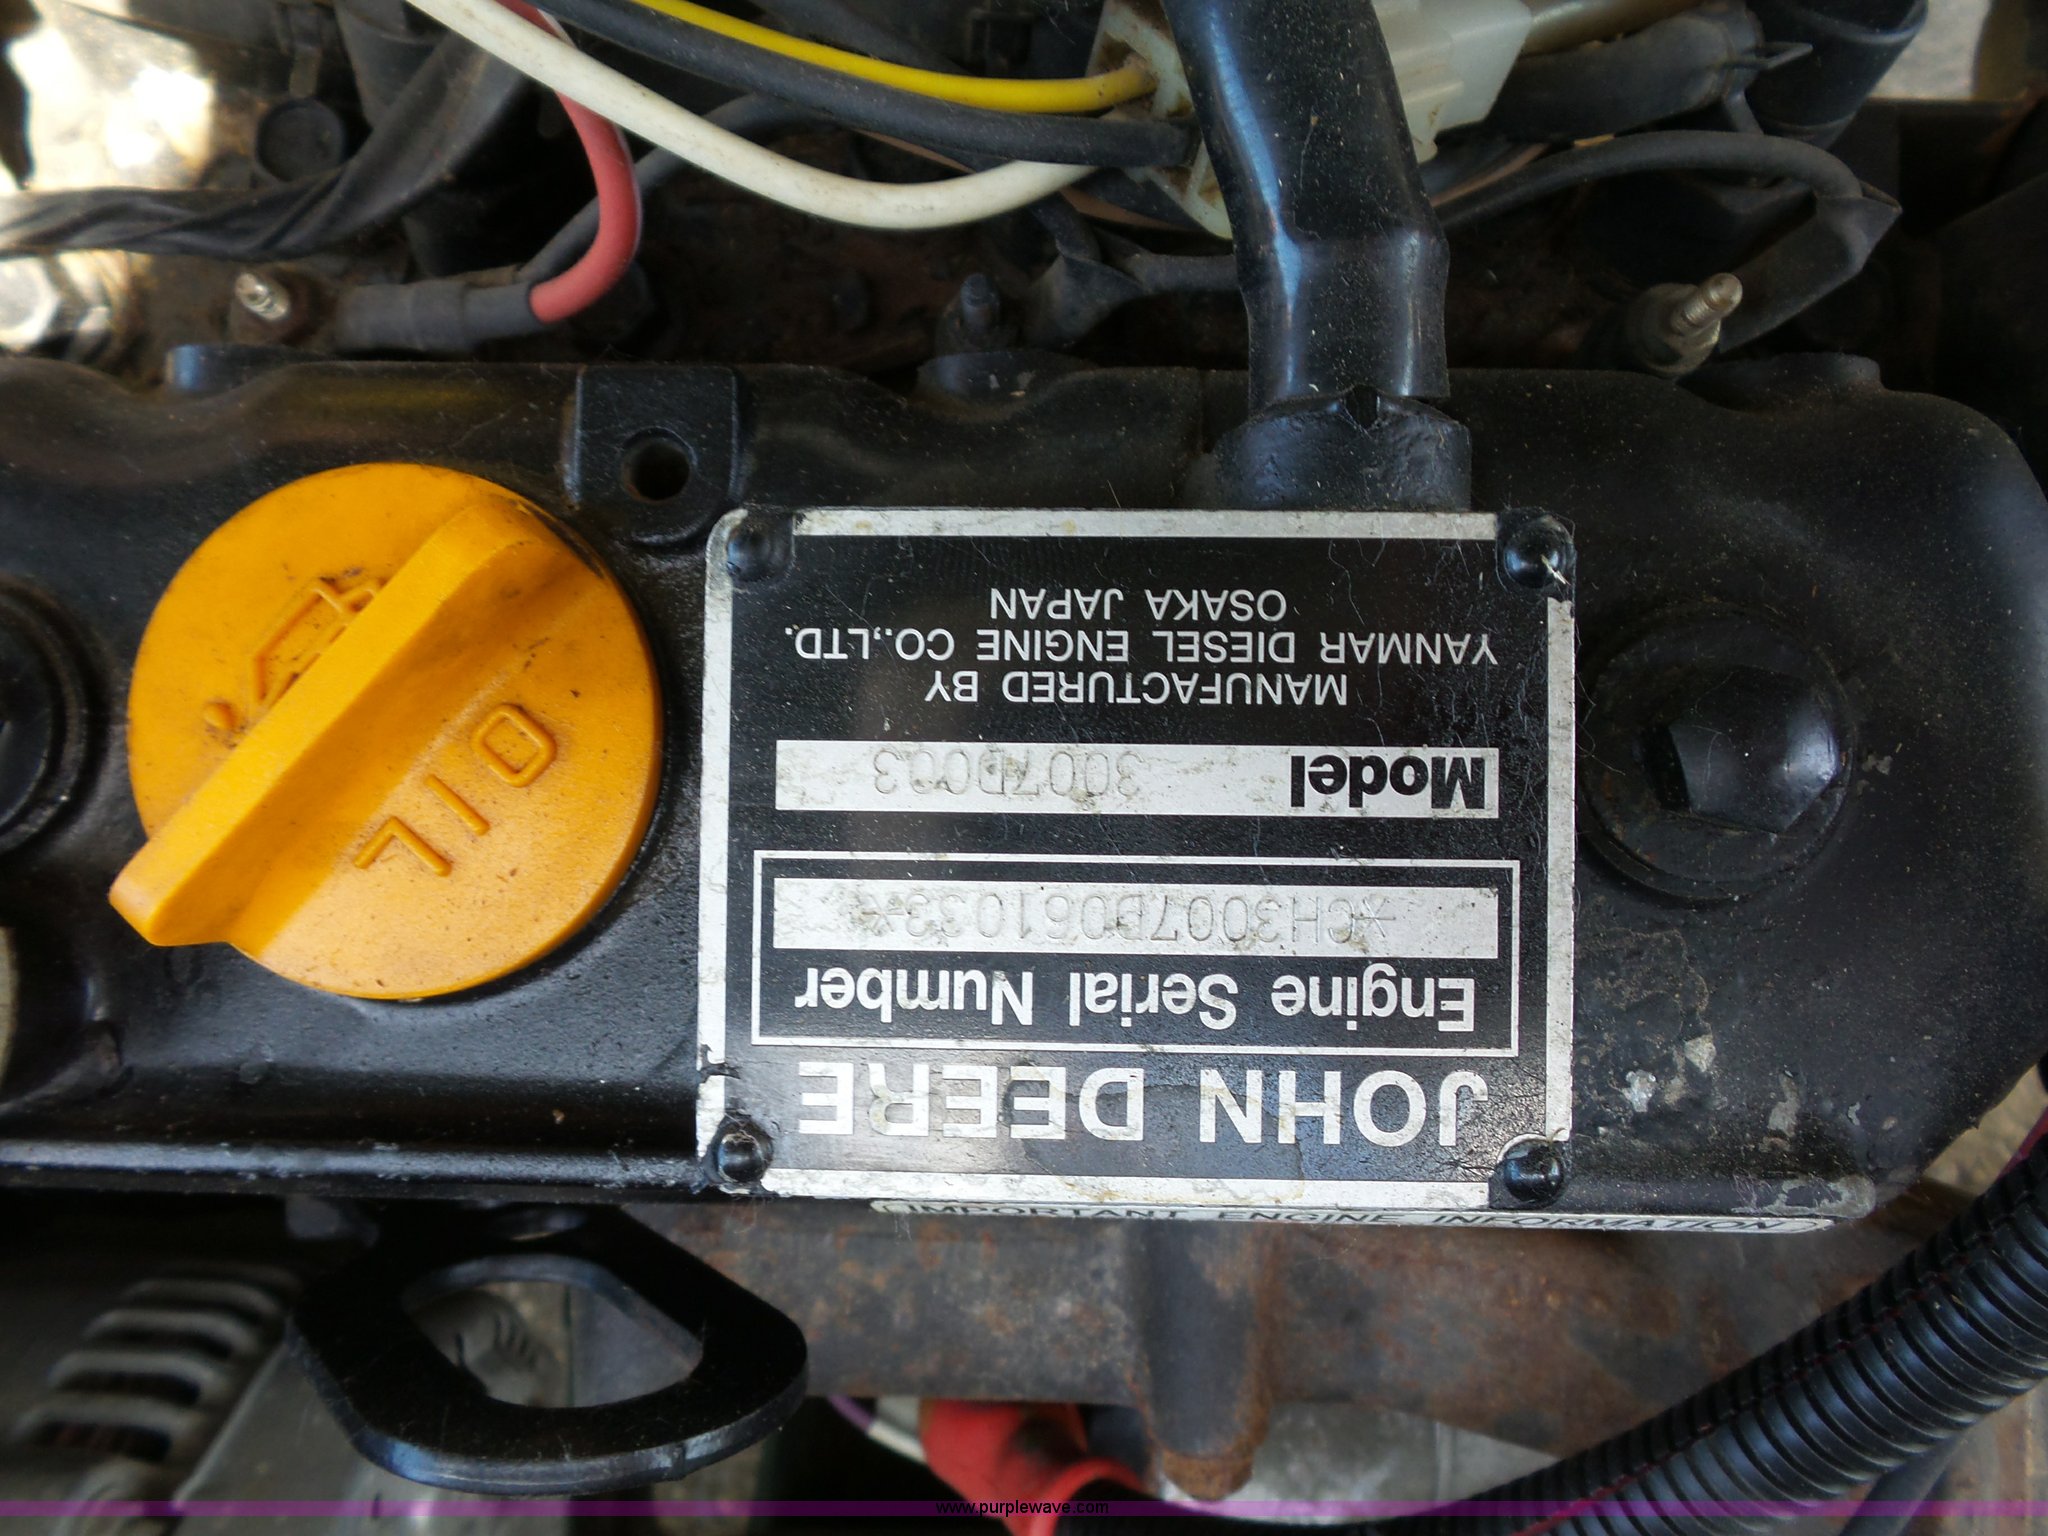 IMPORTANT ENGINE INFORMATION
JOHN DEERE
Engine Serial Number
*CH3007D061033*
Model 3007D003
MANUFACTURED BY
YANMAR DIESEL ENGINE CO.,LTD.
OSAKA JAPAN
OIL
www.purplewave.com